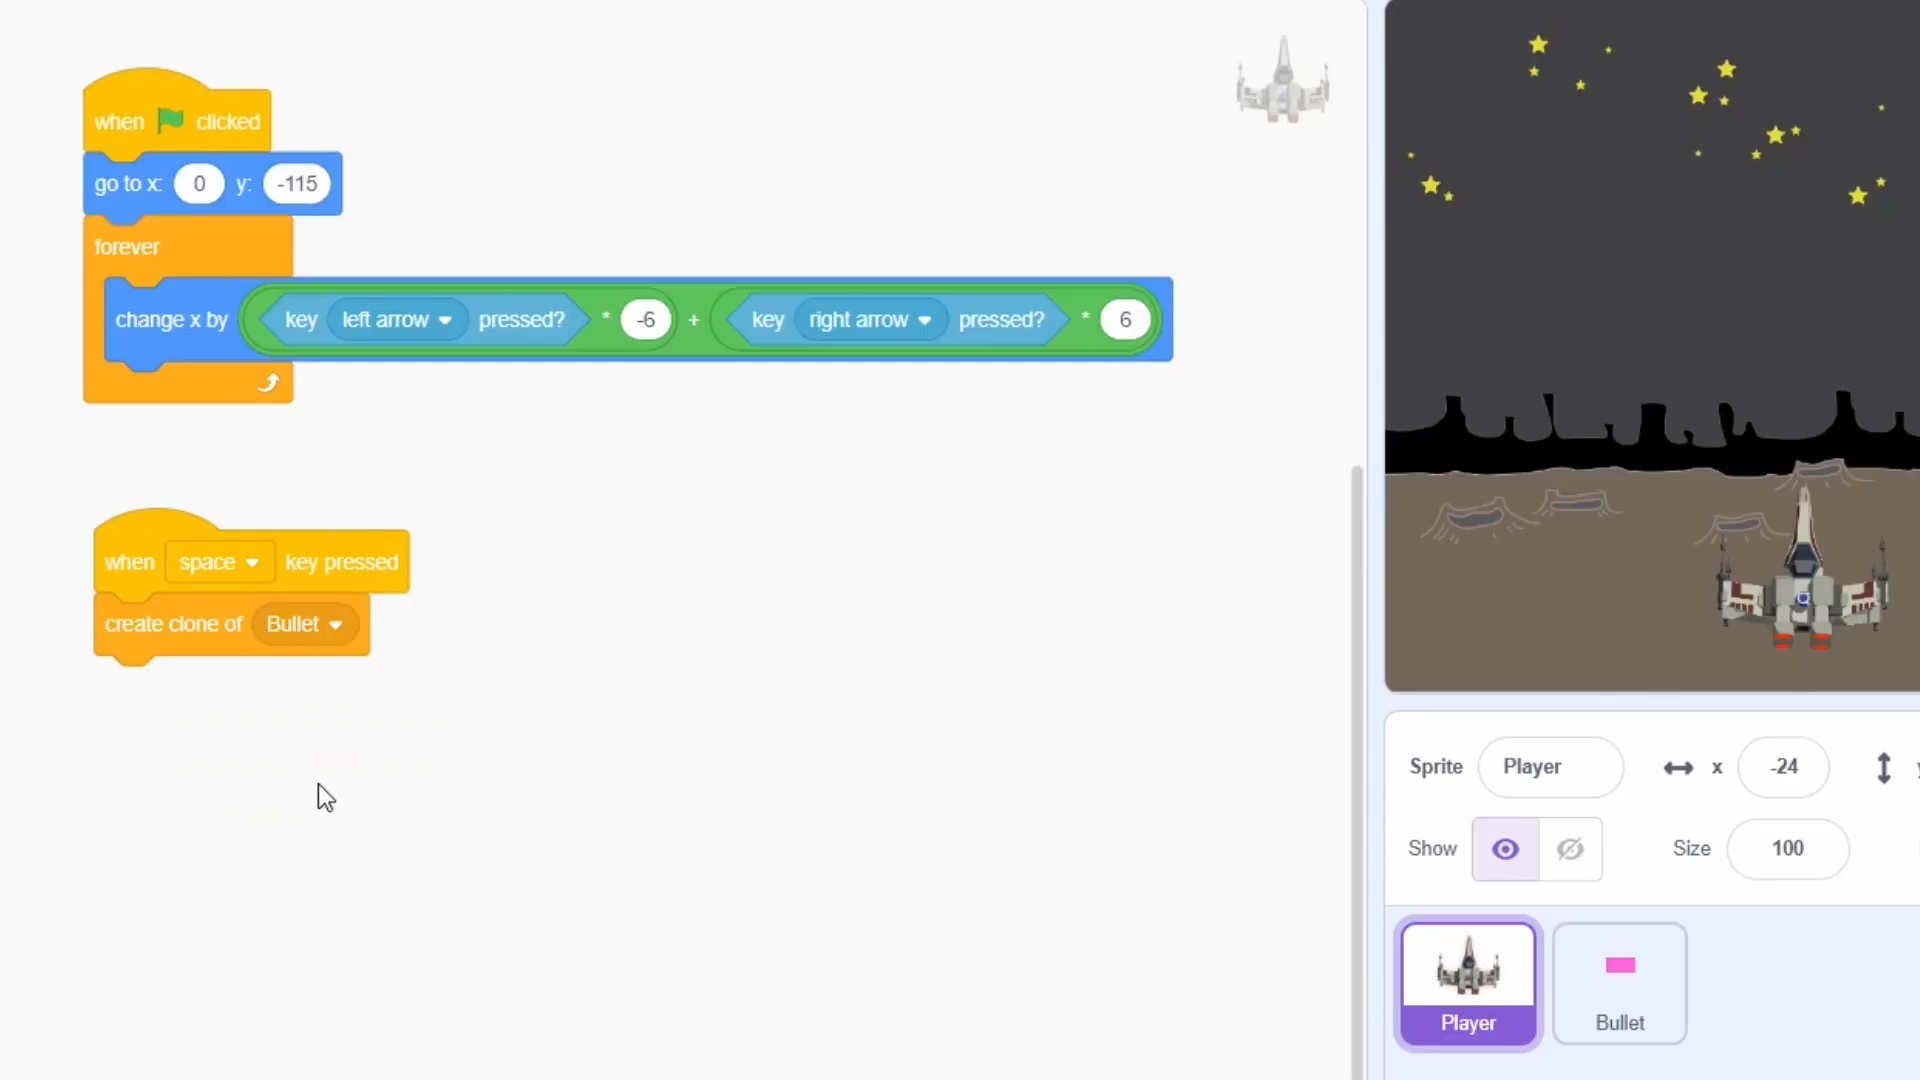 when clicked
go to x: 0 y: -115
forever
change x by key left arrow pressed? * -6 + key right arrow pressed? * 6
when space key pressed
create clone of Bullet
Sprite Player x -24 y
Show Size 100
Player
Bullet